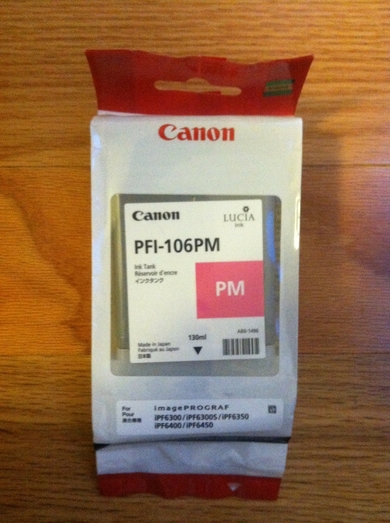 Canon
Canon
LUCIA
ink
PFI-106PM
Ink Tank
Réservoir d'encre
インクタンク
PM
130ml
Made in Japan
Fabriqué au Japon
日本製
For
Pour
imagePROGRAF
iPF6300/iPF6300S/iPF6350
iPF6400/iPF6450